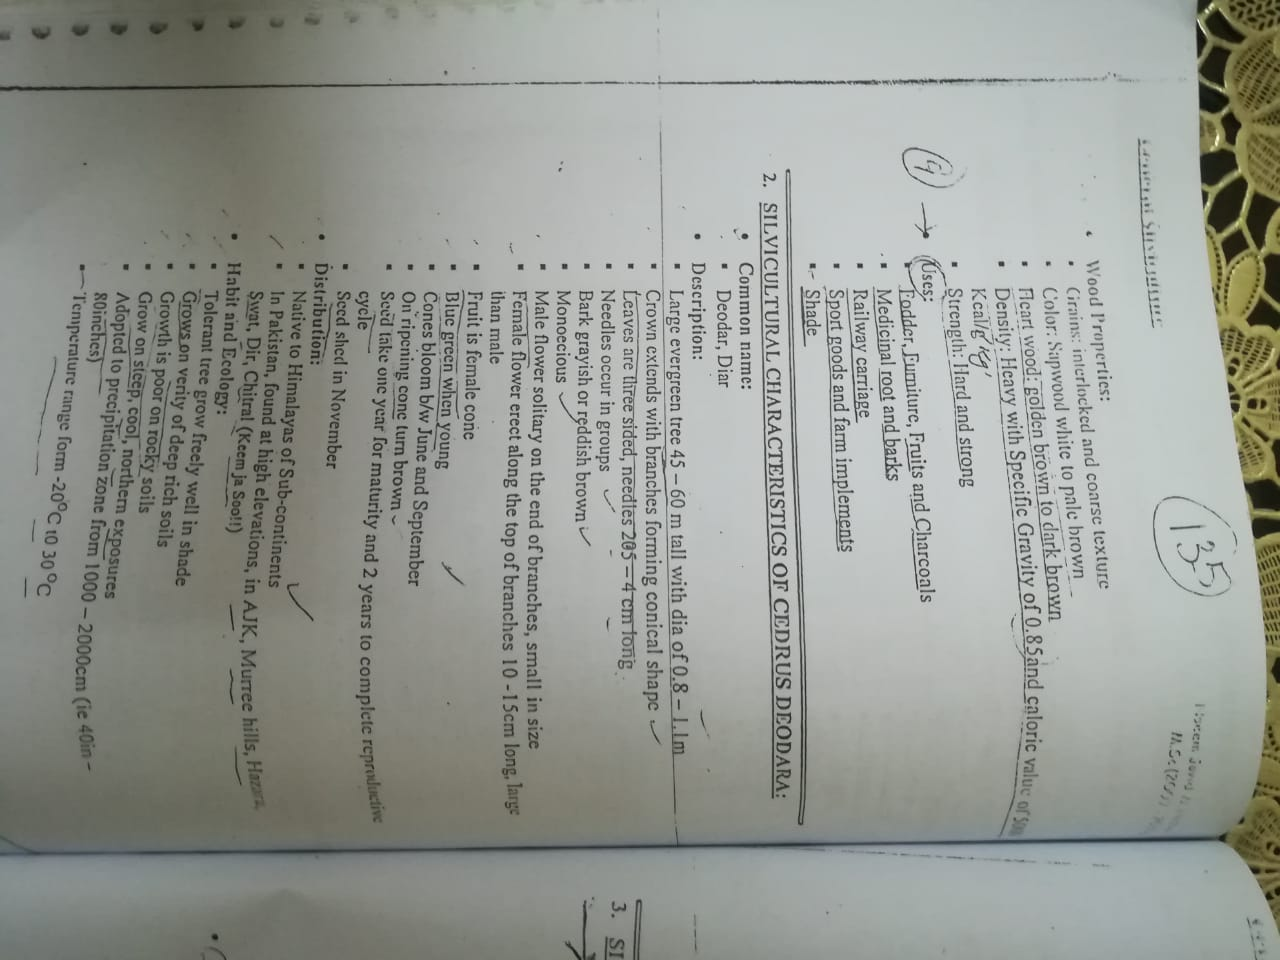 General Silviculture
135
M.Sc (200
Wood Properties:
Grains: interlocked and coarse texture
Color: Sapwood white to pale brown
Heart wood: golden brown to dark brown
Density: Heavy with Specific Gravity of 0.85and caloric value of
Kcal/kg
Strength: Hard and strong
Uses:
Fodder, Furniture, Fruits and Charcoals
Medicinal root and barks
Railway carriage
Sport goods and farm implements
Shade
2. SILVICULTURAL CHARACTERISTICS OF CEDRUS DEODARA:
Common name:
Deodar, Diar
Description:
Large evergreen tree 45 – 60 m tall with dia of 0.8 – 1.1m
Crown extends with branches forming conical shape
Leaves are three sided, needles 205 – 4 cm long
Needles occur in groups
Bark grayish or reddish brown
Monoecious
Male flower solitary on the end of branches, small in size
Female flower erect along the top of branches 10 - 15cm long, large
than male
Fruit is female cone
Blue green when young
Cones bloom b/w June and September
On ripening cone turn brown
Seed take one year for maturity and 2 years to complete reproductive
cycle
Seed shed in November
Distribution:
Native to Himalayas of Sub-continents
In Pakistan, found at high elevations, in AJK, Murree hills, Hazara,
Swat, Dir, Chitral (Keem ja Soo!!)
Habit and Ecology:
Tolerant tree grow freely well in shade
Grows on verity of deep rich soils
Growth is poor on rocky soils
Grow on steep, cool, northern exposures
Adopted to precipitation zone from 1000 – 2000cm (ie 40in –
80inches)
Temperature range form -20°C to 30°C
3. SI